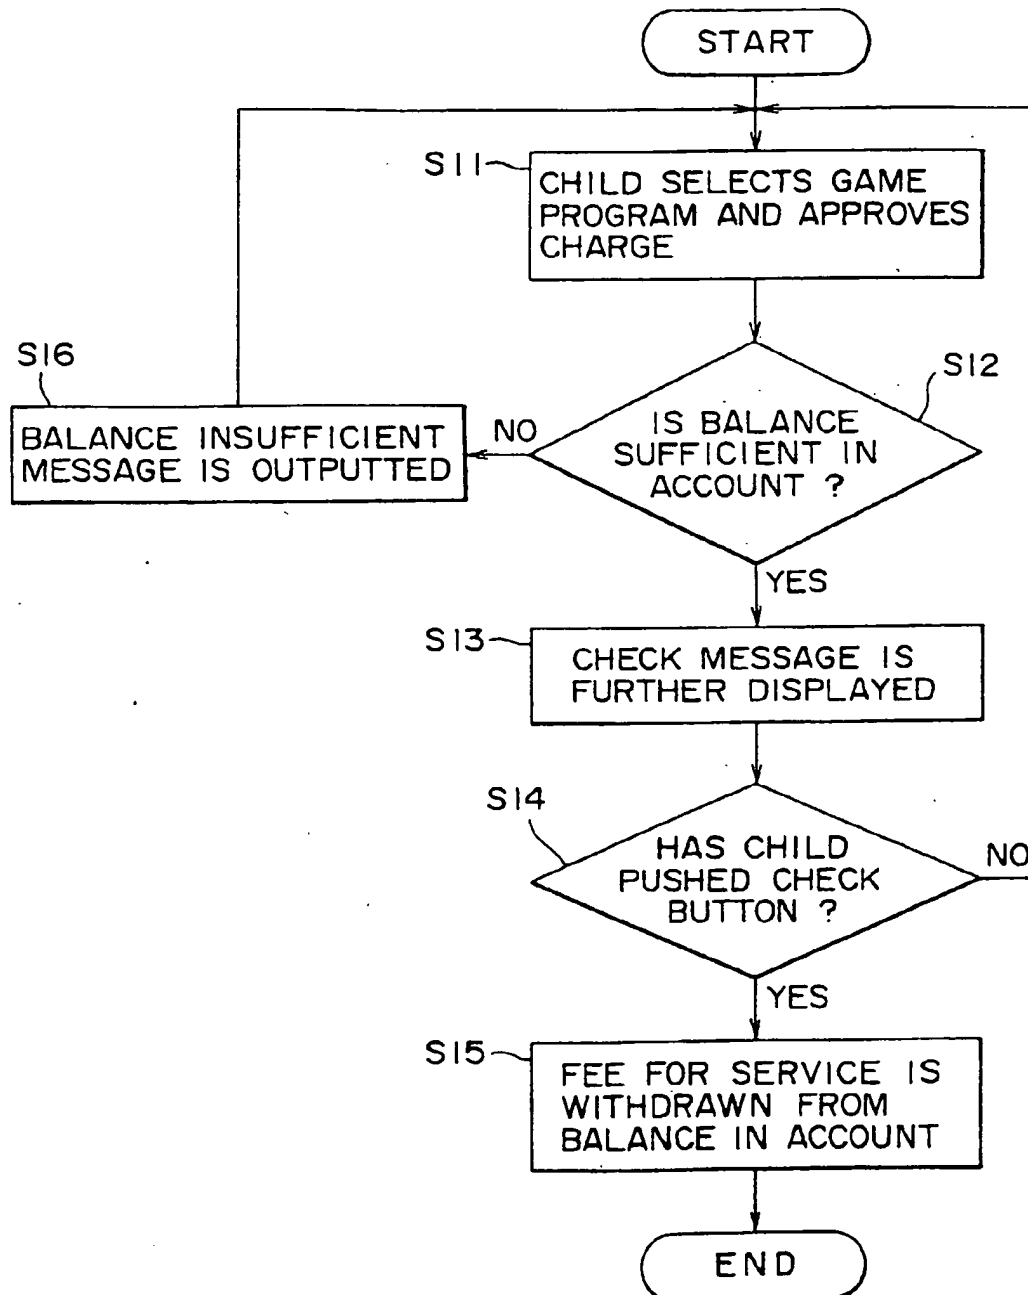 START
S11
CHILD SELECTS GAME
PROGRAM AND APPROVES
CHARGE
S16
BALANCE INSUFFICIENT
MESSAGE IS OUTPUTTED
NO
S12
IS BALANCE
SUFFICIENT IN
ACCOUNT ?
YES
S13
CHECK MESSAGE IS
FURTHER DISPLAYED
S14
HAS CHILD
PUSHED CHECK
BUTTON ?
NO
YES
S15
FEE FOR SERVICE IS
WITHDRAWN FROM
BALANCE IN ACCOUNT
END